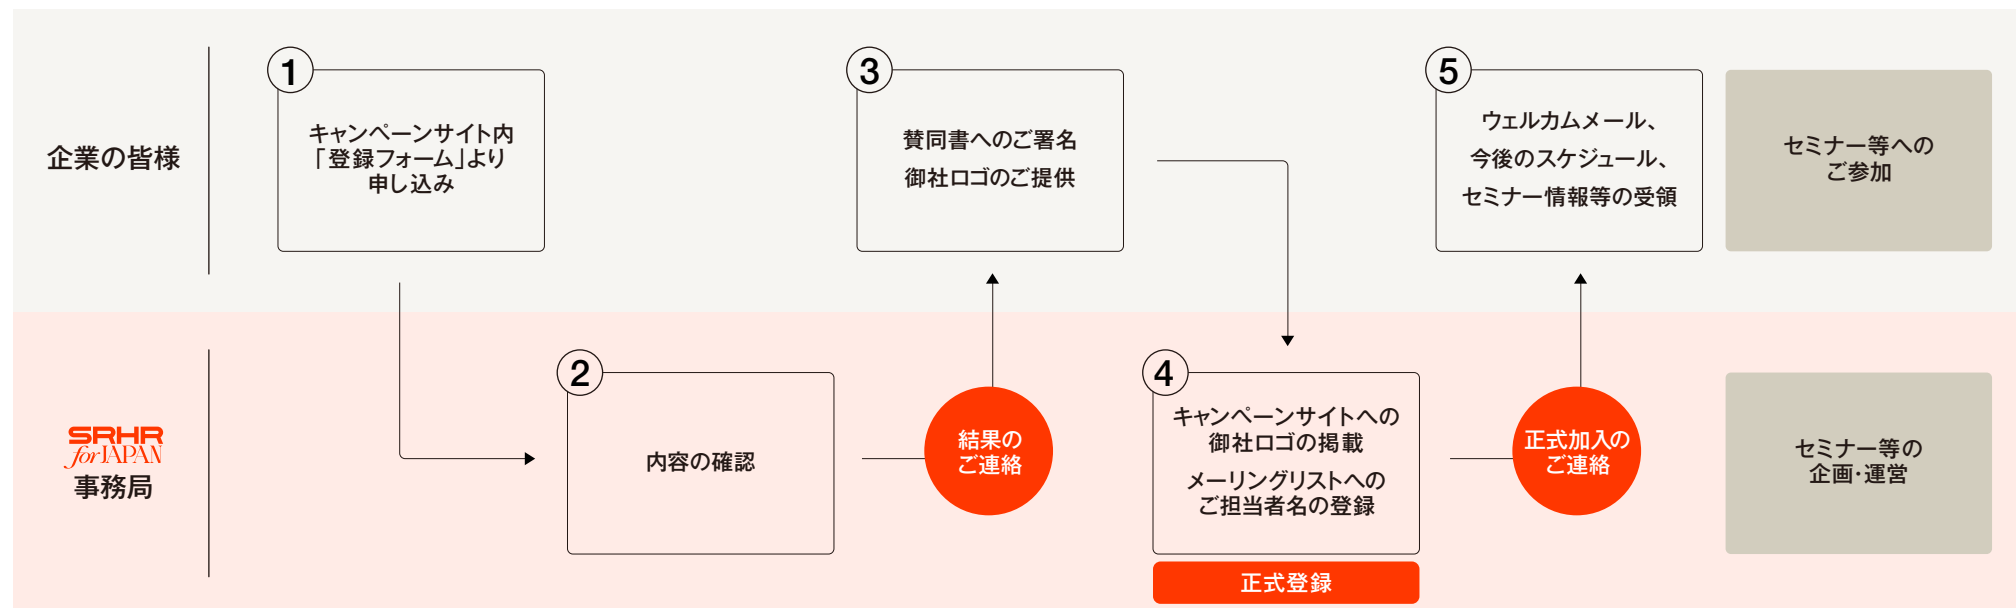 企業の皆様
1
キャンペーンサイト内
「登録フォーム」より
申し込み
3
賛同書へのご署名
御社ロゴのご提供
5
ウェルカムメール、
今後のスケジュール、
セミナー情報等の受領
セミナー等への
ご参加
SRHR
for JAPAN
事務局
2
内容の確認
結果の
ご連絡
4
キャンペーンサイトへの
御社ロゴの掲載
メーリングリストへの
ご担当者名の登録
正式登録
正式加入の
ご連絡
セミナー等の
企画・運営